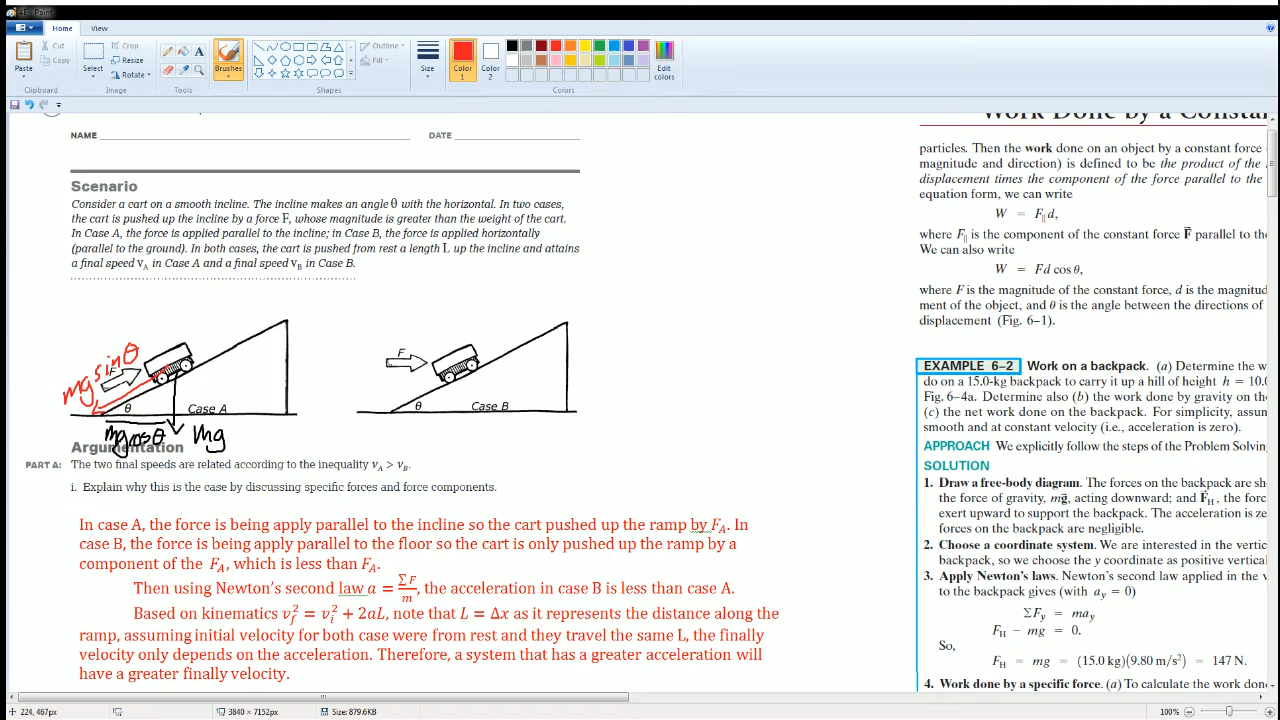 4E - Paint
Home View
Paste
Cut
Copy
Clipboard
Select
Crop
Resize
Rotate
Image
Tools
Brushes
Shapes
Outline
Fill
Size
Color 1
Color 2
Edit colors
Colors
NAME DATE
Scenario
Consider a cart on a smooth incline. The incline makes an angle θ with the horizontal. In two cases,
the cart is pushed up the incline by a force F, whose magnitude is greater than the weight of the cart.
In Case A, the force is applied parallel to the incline; in Case B, the force is applied horizontally
(parallel to the ground). In both cases, the cart is pushed from rest a length L up the incline and attains
a final speed vA in Case A and a final speed vB in Case B.
mg sinθ
F
θ
Case A
mgcosθ
mg
F
θ
Case B
Argumentation
PART A: The two final speeds are related according to the inequality vA > vB.
i. Explain why this is the case by discussing specific forces and force components.
In case A, the force is being apply parallel to the incline so the cart pushed up the ramp by FA. In
case B, the force is being apply parallel to the floor so the cart is only pushed up the ramp by a
component of the FA, which is less than FA.
Then using Newton's second law a = ∑F/m, the acceleration in case B is less than case A.
Based on kinematics vf² = vi² + 2aL, note that L = Δx as it represents the distance along the
ramp, assuming initial velocity for both case were from rest and they travel the same L, the finally
velocity only depends on the acceleration. Therefore, a system that has a greater acceleration will
have a greater finally velocity.
Work Done by a Consta
particles. Then the work done on an object by a constant force (
magnitude and direction) is defined to be the product of the
displacement times the component of the force parallel to the
equation form, we can write
W = F∥d,
where F∥ is the component of the constant force F⃗ parallel to the
We can also write
W = Fd cos θ,
where F is the magnitude of the constant force, d is the magnitud
ment of the object, and θ is the angle between the directions of
displacement (Fig. 6–1).
EXAMPLE 6–2 Work on a backpack. (a) Determine the w
do on a 15.0-kg backpack to carry it up a hill of height h = 10.0
Fig. 6–4a. Determine also (b) the work done by gravity on the
(c) the net work done on the backpack. For simplicity, assum
smooth and at constant velocity (i.e., acceleration is zero).
APPROACH We explicitly follow the steps of the Problem Solving
SOLUTION
1. Draw a free-body diagram. The forces on the backpack are sh
the force of gravity, mg⃗, acting downward; and F⃗H, the forc
exert upward to support the backpack. The acceleration is ze
forces on the backpack are negligible.
2. Choose a coordinate system. We are interested in the vertic
backpack, so we choose the y coordinate as positive vertical
3. Apply Newton's laws. Newton's second law applied in the v
to the backpack gives (with ay = 0)
ΣFy = may
FH − mg = 0.
So,
FH = mg = (15.0 kg)(9.80 m/s²) = 147 N.
4. Work done by a specific force. (a) To calculate the work done
224, 467px
3840 × 7152px
Size: 879.6KB
100%